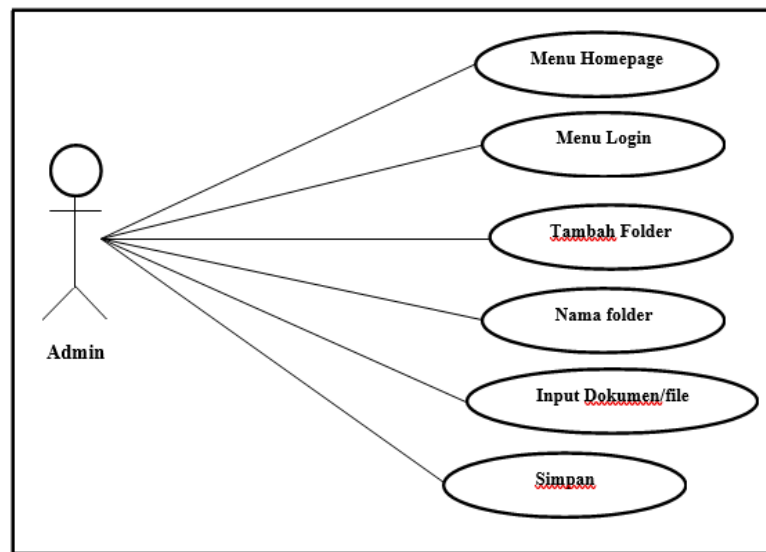 Menu Homepage
Menu Login
Tambah Folder
Nama folder
Admin
Input Dokumen/file
Simpan